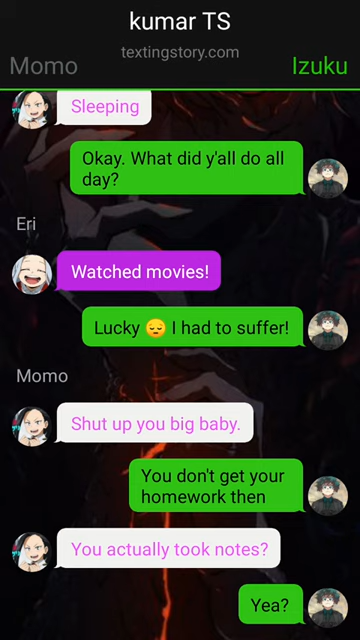 kumar TS
textingstory.com
Momo
Izuku
Sleeping
Okay. What did y'all do all
day?
Eri
Watched movies!
Lucky 😔 I had to suffer!
Momo
Shut up you big baby.
You don't get your
homework then
You actually took notes?
Yea?